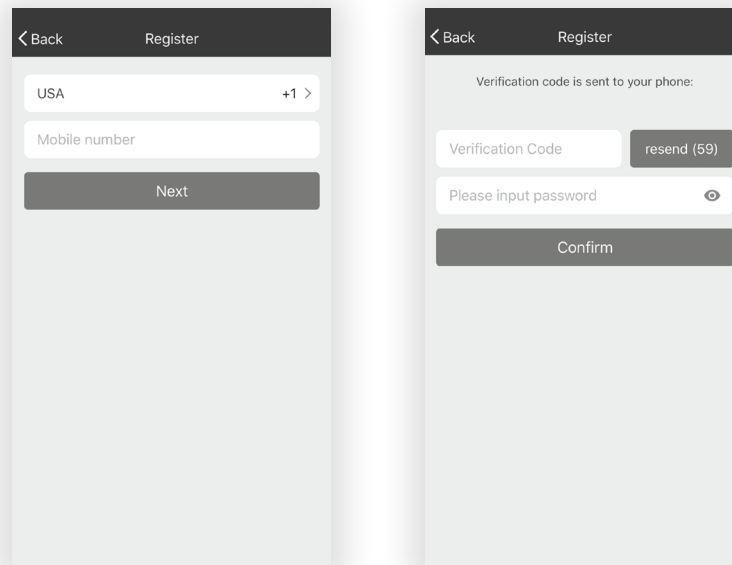 Back
Register
USA
+1
Mobile number
Next
Back
Register
Verification code is sent to your phone:
Verification Code
resend (59)
Please input password
Confirm